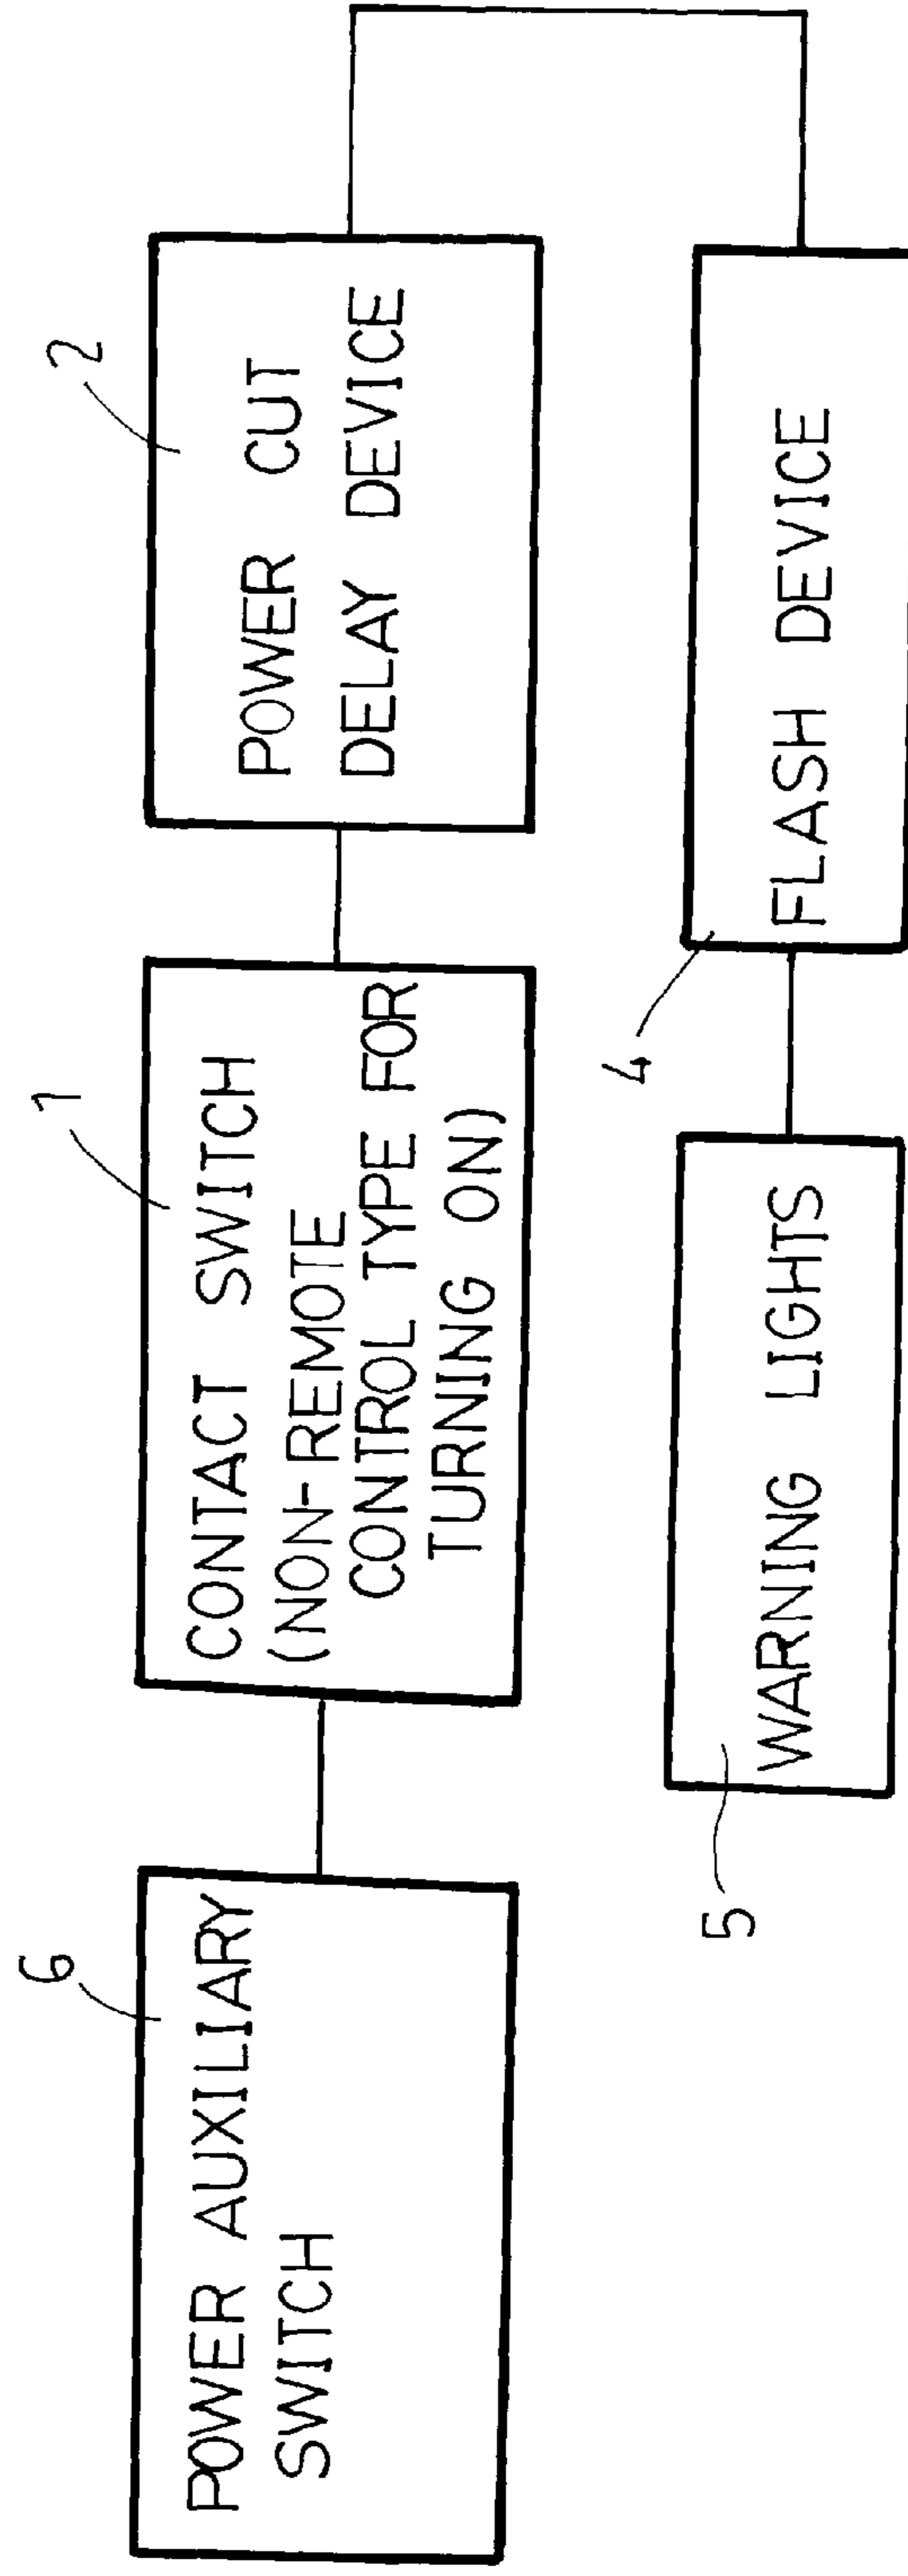 6
POWER AUXILIARY
SWITCH
1
CONTACT SWITCH
(NON-REMOTE
CONTROL TYPE FOR
TURNING ON)
2
POWER CUT
DELAY DEVICE
5
WARNING LIGHTS
4
FLASH DEVICE